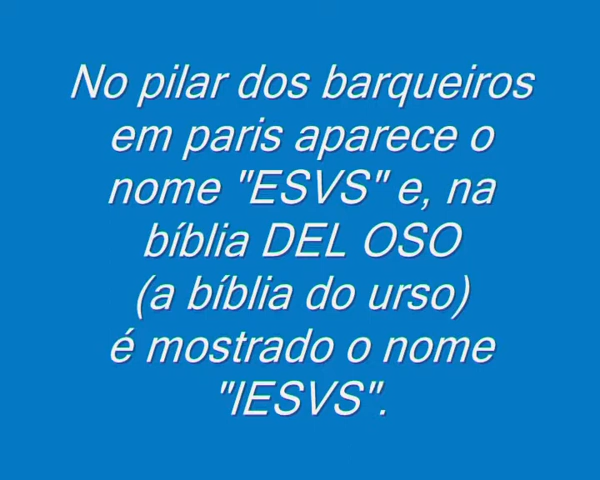 No pilar dos barqueiros
em paris aparece o
nome "ESVS" e, na
bíblia DEL OSO
(a bíblia do urso)
é mostrado o nome
"IESVS".